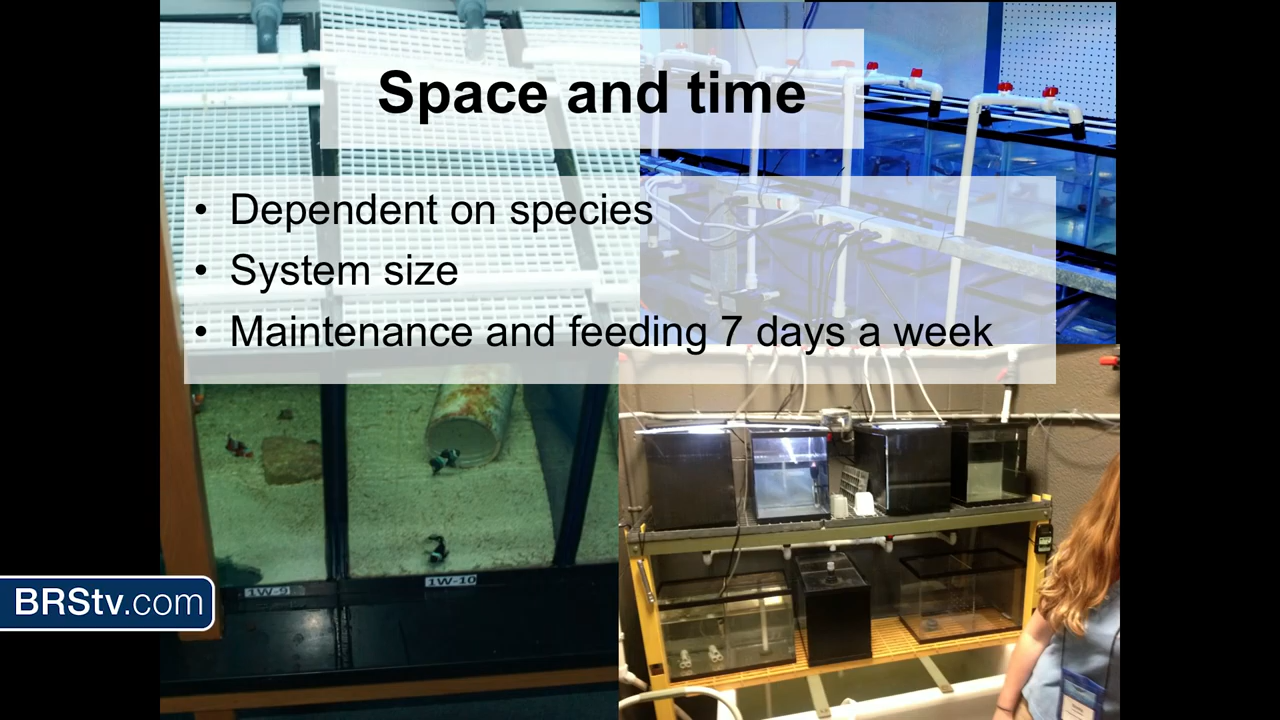 Space and time
• Dependent on species
• System size
• Maintenance and feeding 7 days a week
1W-9
1W-10
BRStv.com